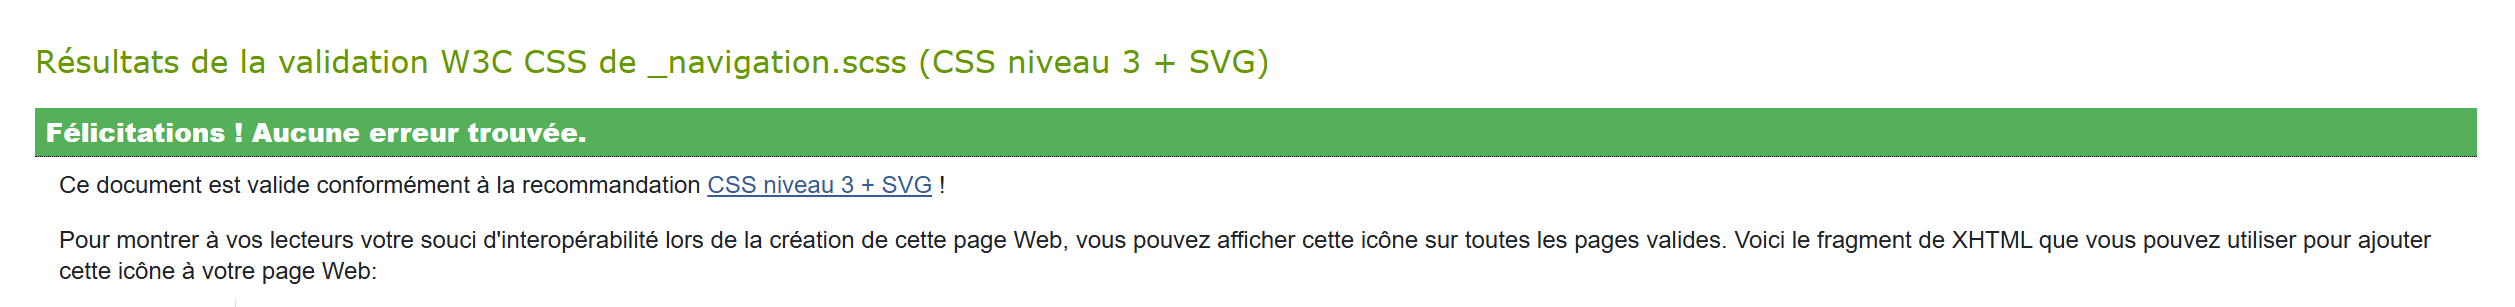 Résultats de la validation W3C CSS de _navigation.scss (CSS niveau 3 + SVG)
Félicitations ! Aucune erreur trouvée.
Ce document est valide conformément à la recommandation CSS niveau 3 + SVG !
Pour montrer à vos lecteurs votre souci d'interopérabilité lors de la création de cette page Web, vous pouvez afficher cette icône sur toutes les pages valides. Voici le fragment de XHTML que vous pouvez utiliser pour ajouter
cette icône à votre page Web: